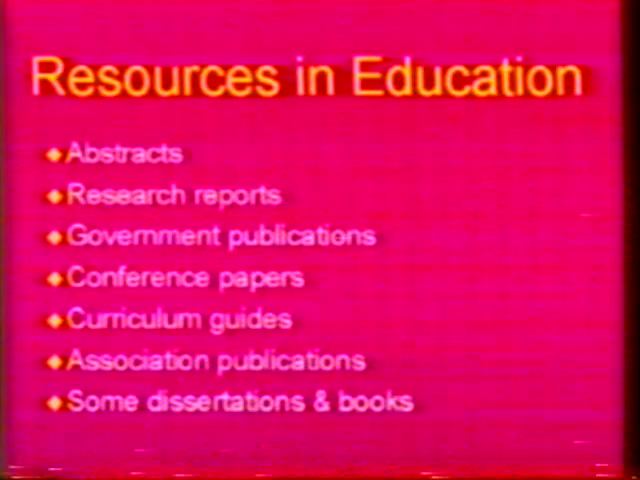 Resources in Education
Abstracts
Research reports
Government publications
Conference papers
Curriculum guides
Association publications
Some dissertations & books